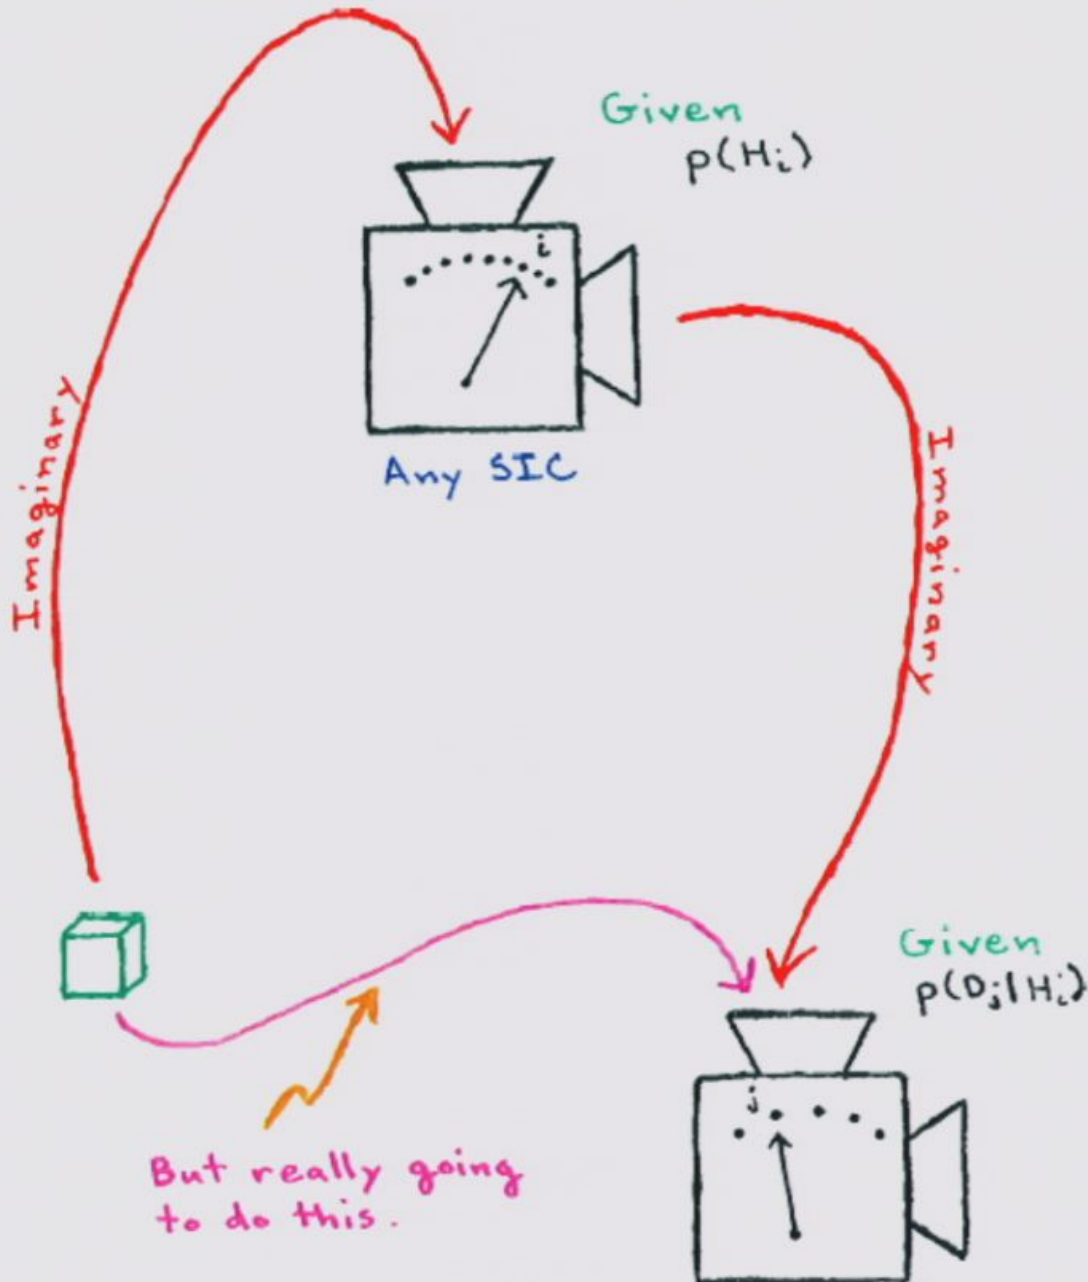 Given
p(Hi)
i
Any SIC
Imaginary
Imaginary
Given
p(Dj|Hi)
j
But really going
to do this.